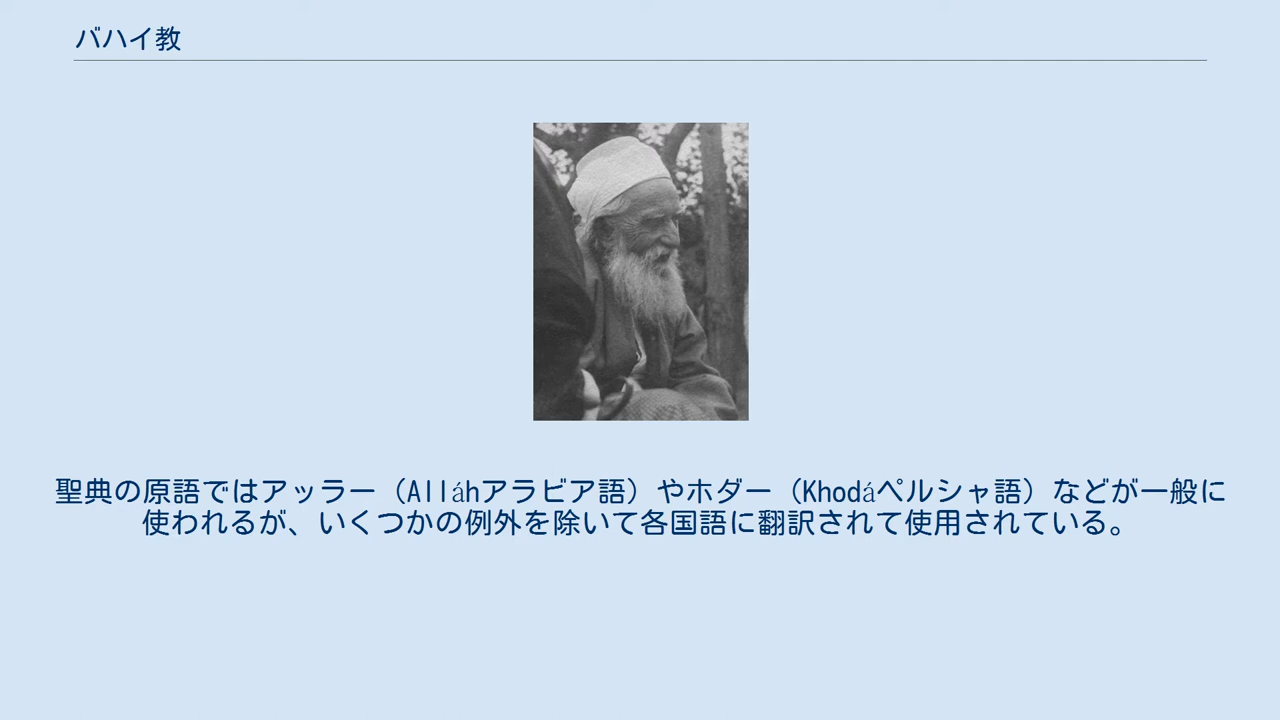 バハイ教
聖典の原語ではアッラー（Alláhアラビア語）やホダー（Khodáペルシャ語）などが一般に
使われるが、いくつかの例外を除いて各国語に翻訳されて使用されている。